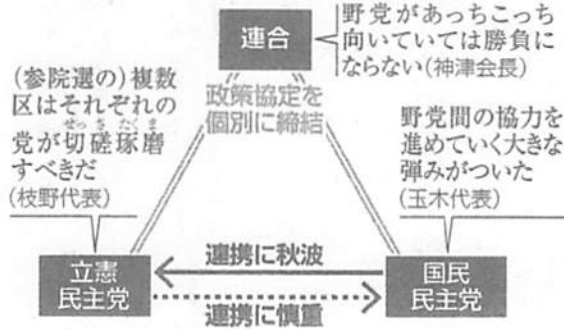 連合
野党があっちこっち
向いていては勝負に
ならない(神津会長)
政策協定を
個別に締結
(参院選の)複数
区はそれぞれの
せっさたくま
党が切磋琢磨
すべきだ
(枝野代表)
野党間の協力を
進めていく大きな
弾みがついた
(玉木代表)
立憲
民主党
連携に秋波
連携に慎重
国民
民主党